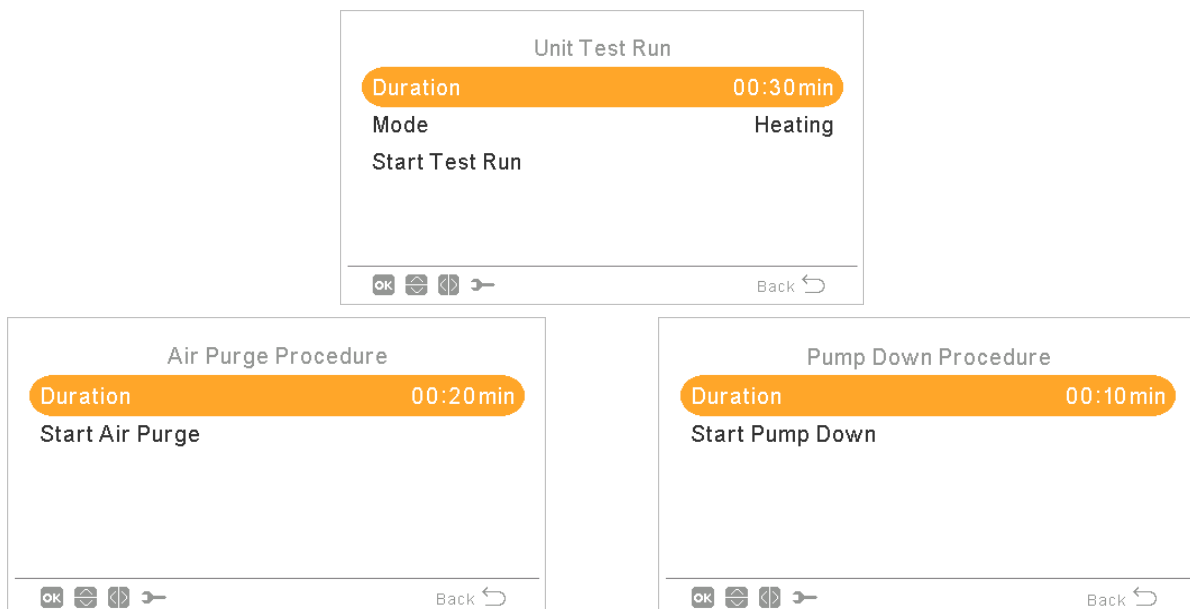 Unit Test Run
Duration 00:30min
Mode Heating
Start Test Run
OK Back
Air Purge Procedure
Duration 00:20min
Start Air Purge
OK Back
Pump Down Procedure
Duration 00:10min
Start Pump Down
OK Back